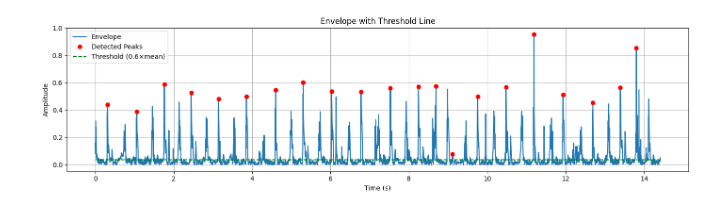 Envelope with Threshold Line
Envelope
Detected Peaks
Threshold (0.6×mean)
Amplitude
1.0
0.8
0.6
0.4
0.2
0.0
0 2 4 6 8 10 12 14
Time (s)